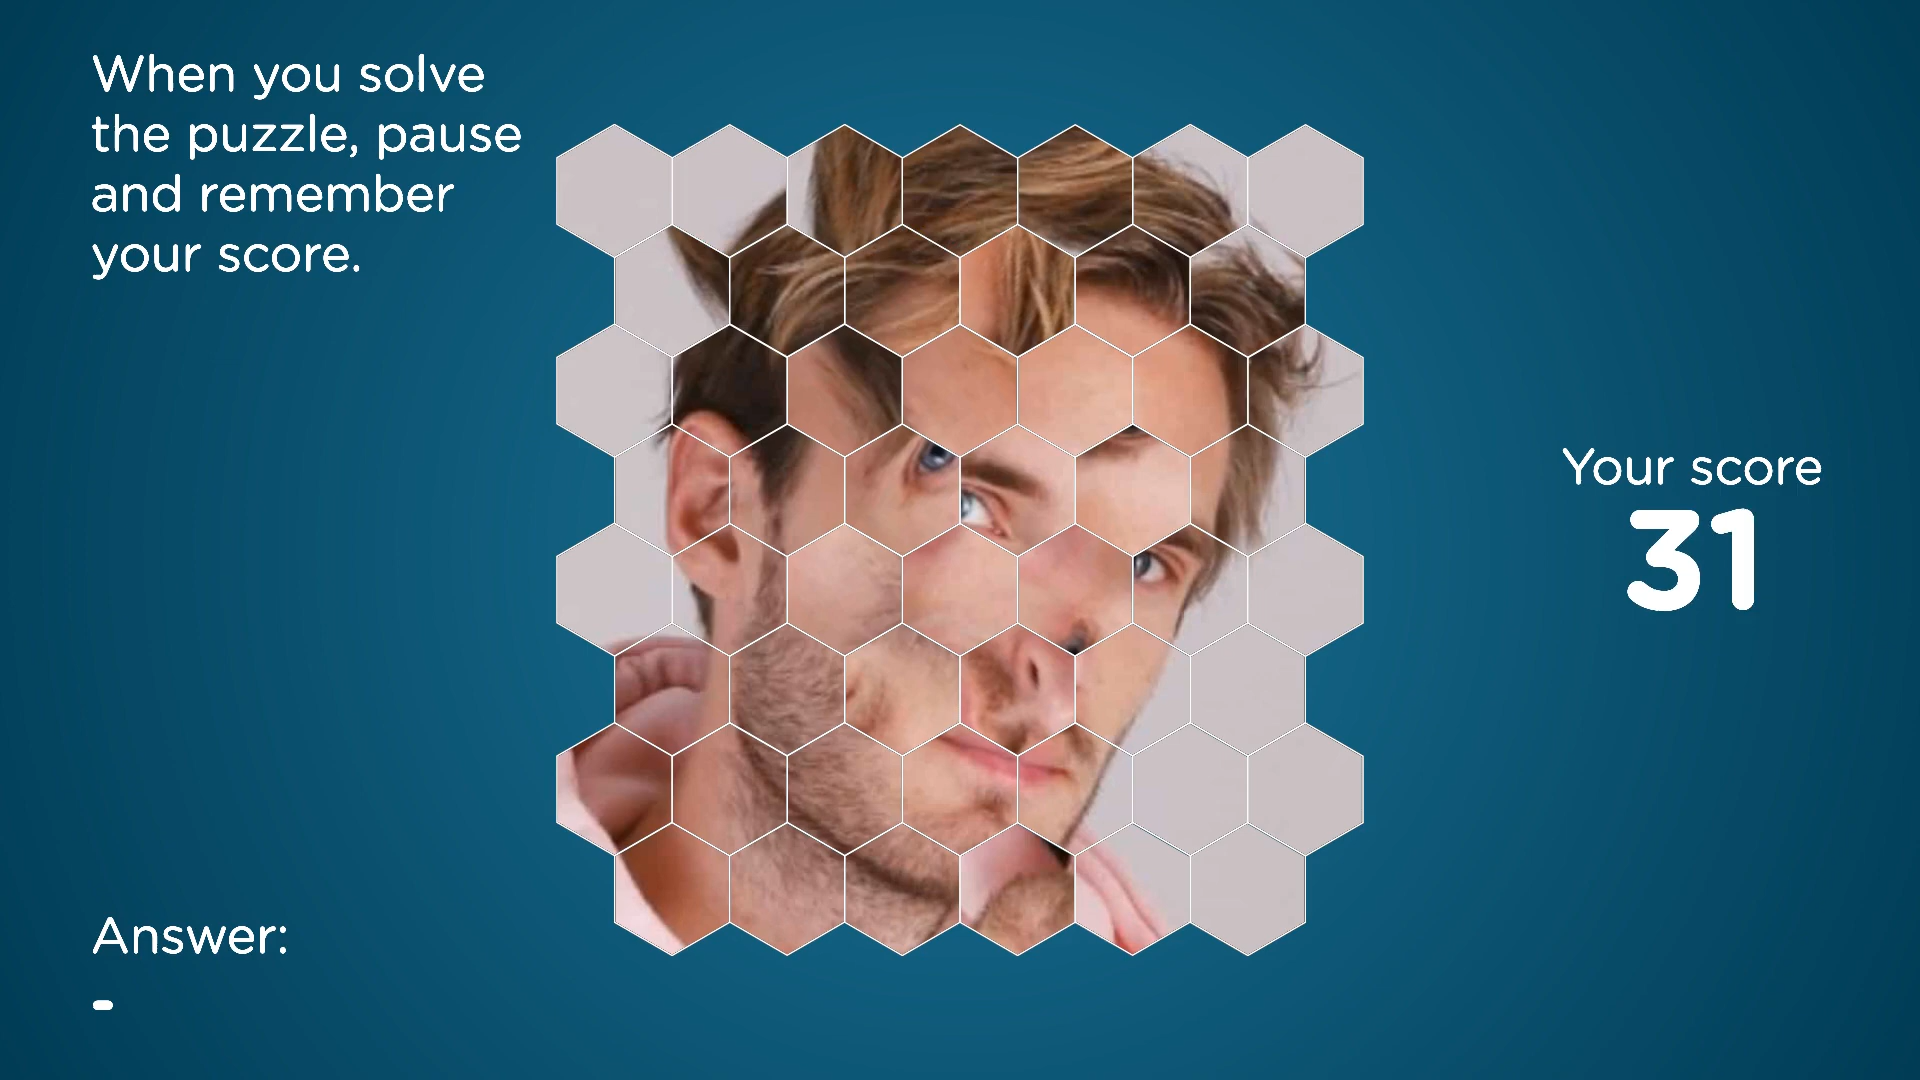 When you solve
the puzzle, pause
and remember
your score.
Your score
31
Answer:
-